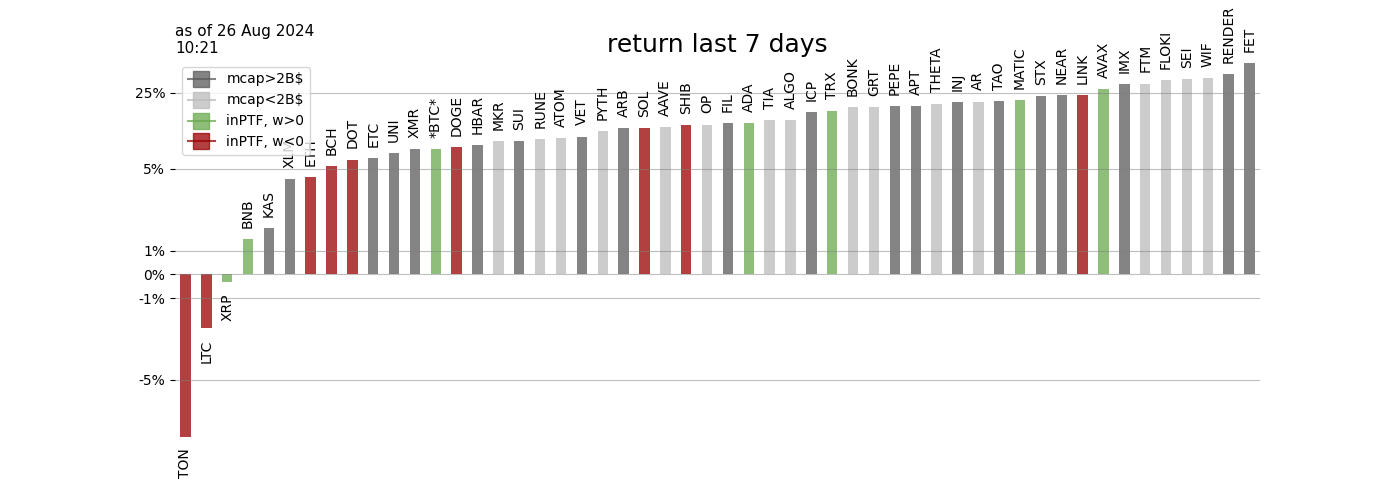 as of 26 Aug 2024
10:21
return last 7 days
mcap>2B$
mcap<2B$
inPTF, w>0
inPTF, w<0
25%
5%
1%
0%
-1%
-5%
TON
LTC
XRP
BNB
KAS
XLM
ETH
BCH
DOT
ETC
UNI
XMR
*BTC*
DOGE
HBAR
MKR
SUI
RUNE
ATOM
VET
PYTH
ARB
SOL
AAVE
SHIB
OP
FIL
ADA
TIA
ALGO
ICP
TRX
BONK
GRT
PEPE
APT
THETA
INJ
AR
TAO
MATIC
STX
NEAR
LINK
AVAX
IMX
FTM
FLOKI
SEI
WIF
RENDER
FET